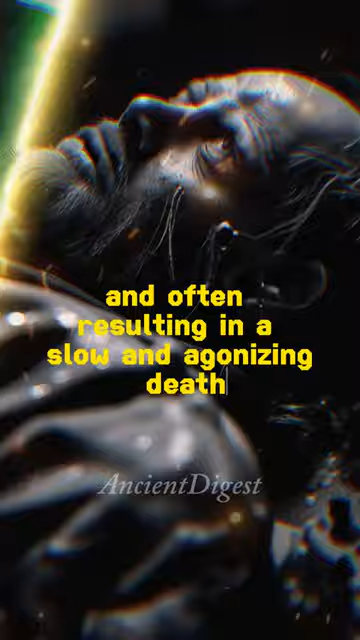 and often
resulting in a
slow and agonizing
death
AncientDigest